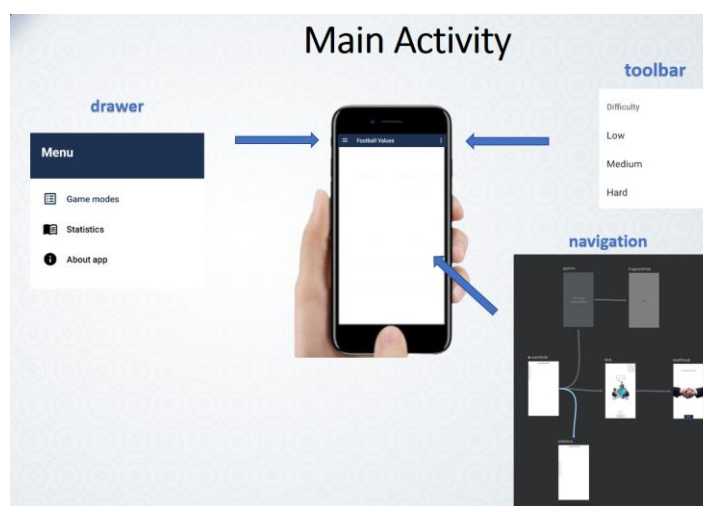 Main Activity
toolbar
drawer
Difficulty
Low
Medium
Hard
Menu
Game modes
Statistics
About app
Football Values
navigation